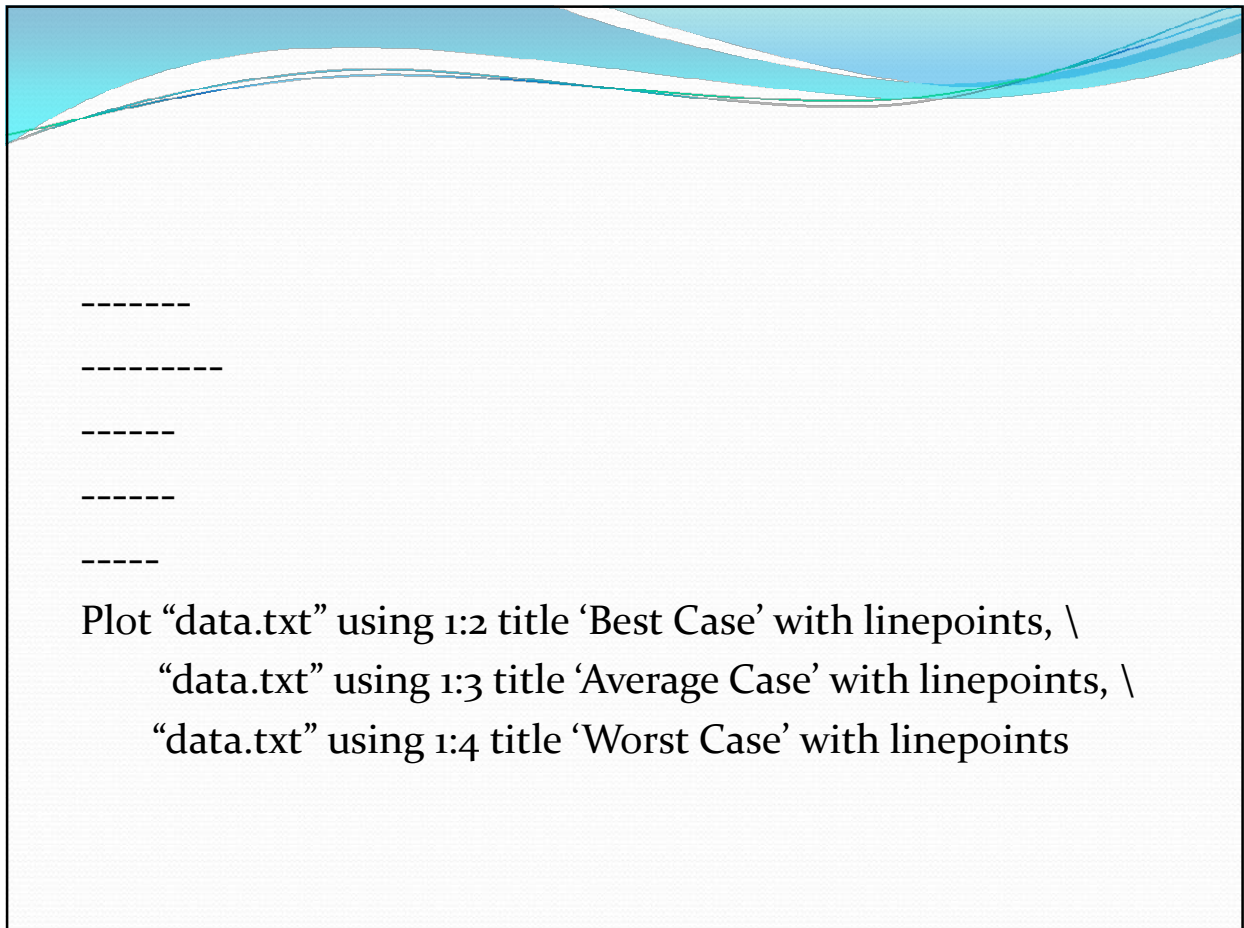 -------
---------
------
------
-----
Plot “data.txt” using 1:2 title ‘Best Case’ with linepoints, \
“data.txt” using 1:3 title ‘Average Case’ with linepoints, \
“data.txt” using 1:4 title ‘Worst Case’ with linepoints